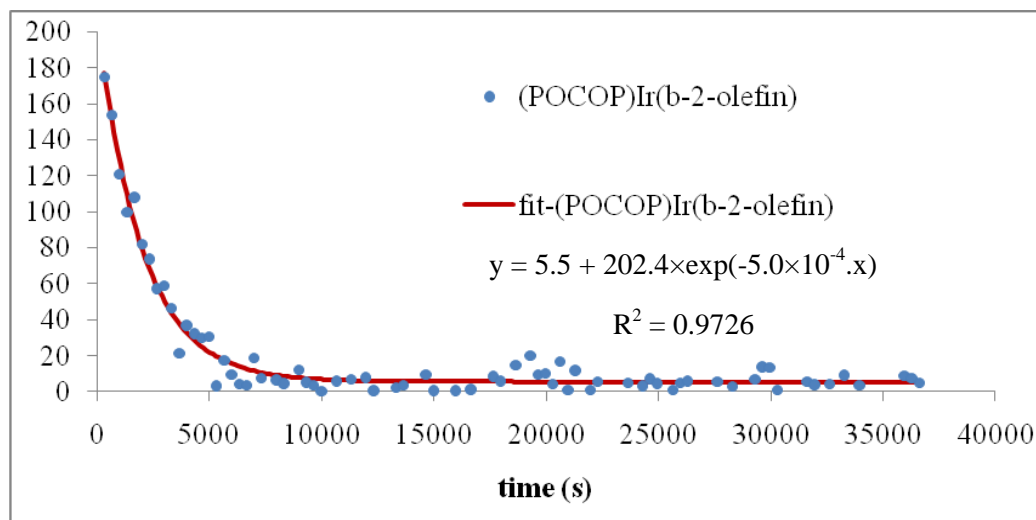 200
180
160
140
120
100
80
60
40
20
0
(POCOP)Ir(b-2-olefin)
fit-(POCOP)Ir(b-2-olefin)
y = 5.5 + 202.4×exp(-5.0×10⁻⁴.x)
R² = 0.9726
0 5000 10000 15000 20000 25000 30000 35000 40000
time (s)